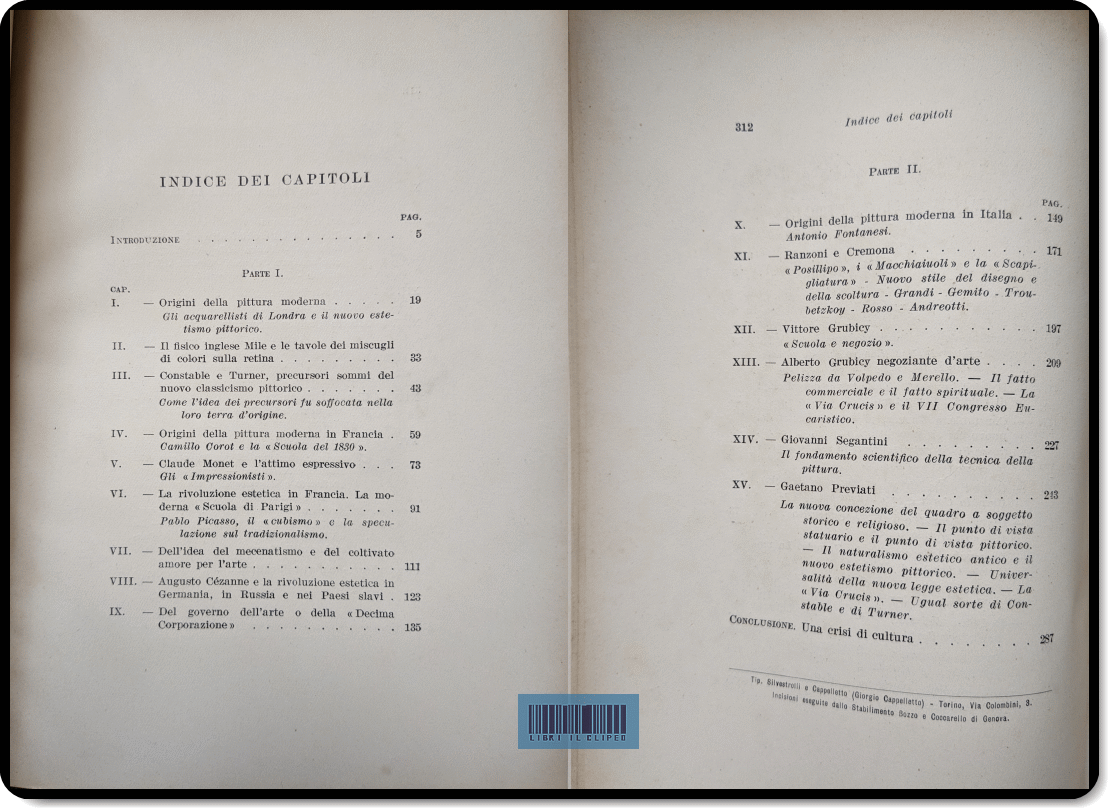 INDICE DEI CAPITOLI
PAG.
INTRODUZIONE . . . . . . . . . . . . . . . 5
PARTE I.
CAP.
I. — Origini della pittura moderna . . . . . 19
Gli acquarellisti di Londra e il nuovo este-
tismo pittorico.
II. — Il fisico inglese Mile e le tavole dei miscugli
di colori sulla retina . . . . . . . . . 33
III. — Constable e Turner, precursori sommi del
nuovo classicismo pittorico . . . . . . . 43
Come l'idea dei precursori fu soffocata nella
loro terra d'origine.
IV. — Origini della pittura moderna in Francia . 59
Camillo Corot e la «Scuola del 1830».
V. — Claude Monet e l'attimo espressivo . . . 73
Gli «Impressionisti».
VI. — La rivoluzione estetica in Francia. La mo-
derna «Scuola di Parigi» . . . . . . . 91
Pablo Picasso, il «cubismo» e la specu-
lazione sul tradizionalismo.
VII. — Dell'idea del mecenatismo e del coltivato
amore per l'arte . . . . . . . . . . . 111
VIII. — Augusto Cézanne e la rivoluzione estetica in
Germania, in Russia e nei Paesi slavi . 123
IX. — Del governo dell'arte o della «Decima
Corporazione» . . . . . . . . . . . 135
312 Indice dei capitoli
PARTE II.
PAG.
X. — Origini della pittura moderna in Italia . . 149
Antonio Fontanesi.
XI. — Ranzoni e Cremona . . . . . . . . . 171
«Posillipo», i «Macchiaiuoli» e la «Scapi-
gliatura» - Nuovo stile del disegno e
della scoltura - Grandi - Gemito - Trou-
betzkoy - Rosso - Andreotti.
XII. — Vittore Grubicy . . . . . . . . . . . 197
«Scuola e negozio».
XIII. — Alberto Grubicy negoziante d'arte . . . . 209
Pelizza da Volpedo e Merello. — Il fatto
commerciale e il fatto spirituale. — La
«Via Crucis» e il VII Congresso Eu-
caristico.
XIV. — Giovanni Segantini . . . . . . . . . 227
Il fondamento scientifico della tecnica della
pittura.
XV. — Gaetano Previati . . . . . . . . . . 243
La nuova concezione del quadro a soggetto
storico e religioso. — Il punto di vista
statuario e il punto di vista pittorico.
— Il naturalismo estetico antico e il
nuovo estetismo pittorico. — Univer-
salità della nuova legge estetica. — La
«Via Crucis». — Ugual sorte di Con-
stable e di Turner.
CONCLUSIONE. Una crisi di cultura . . . . . . . . 287
Tip. Silvestrelli e Cappelletto (Giorgio Cappelletto) - Torino, Via Colombini, 3.
Incisioni eseguite dallo Stabilimento Bozzo e Coccarello di Genova.
LIBRI IL CLIPEO